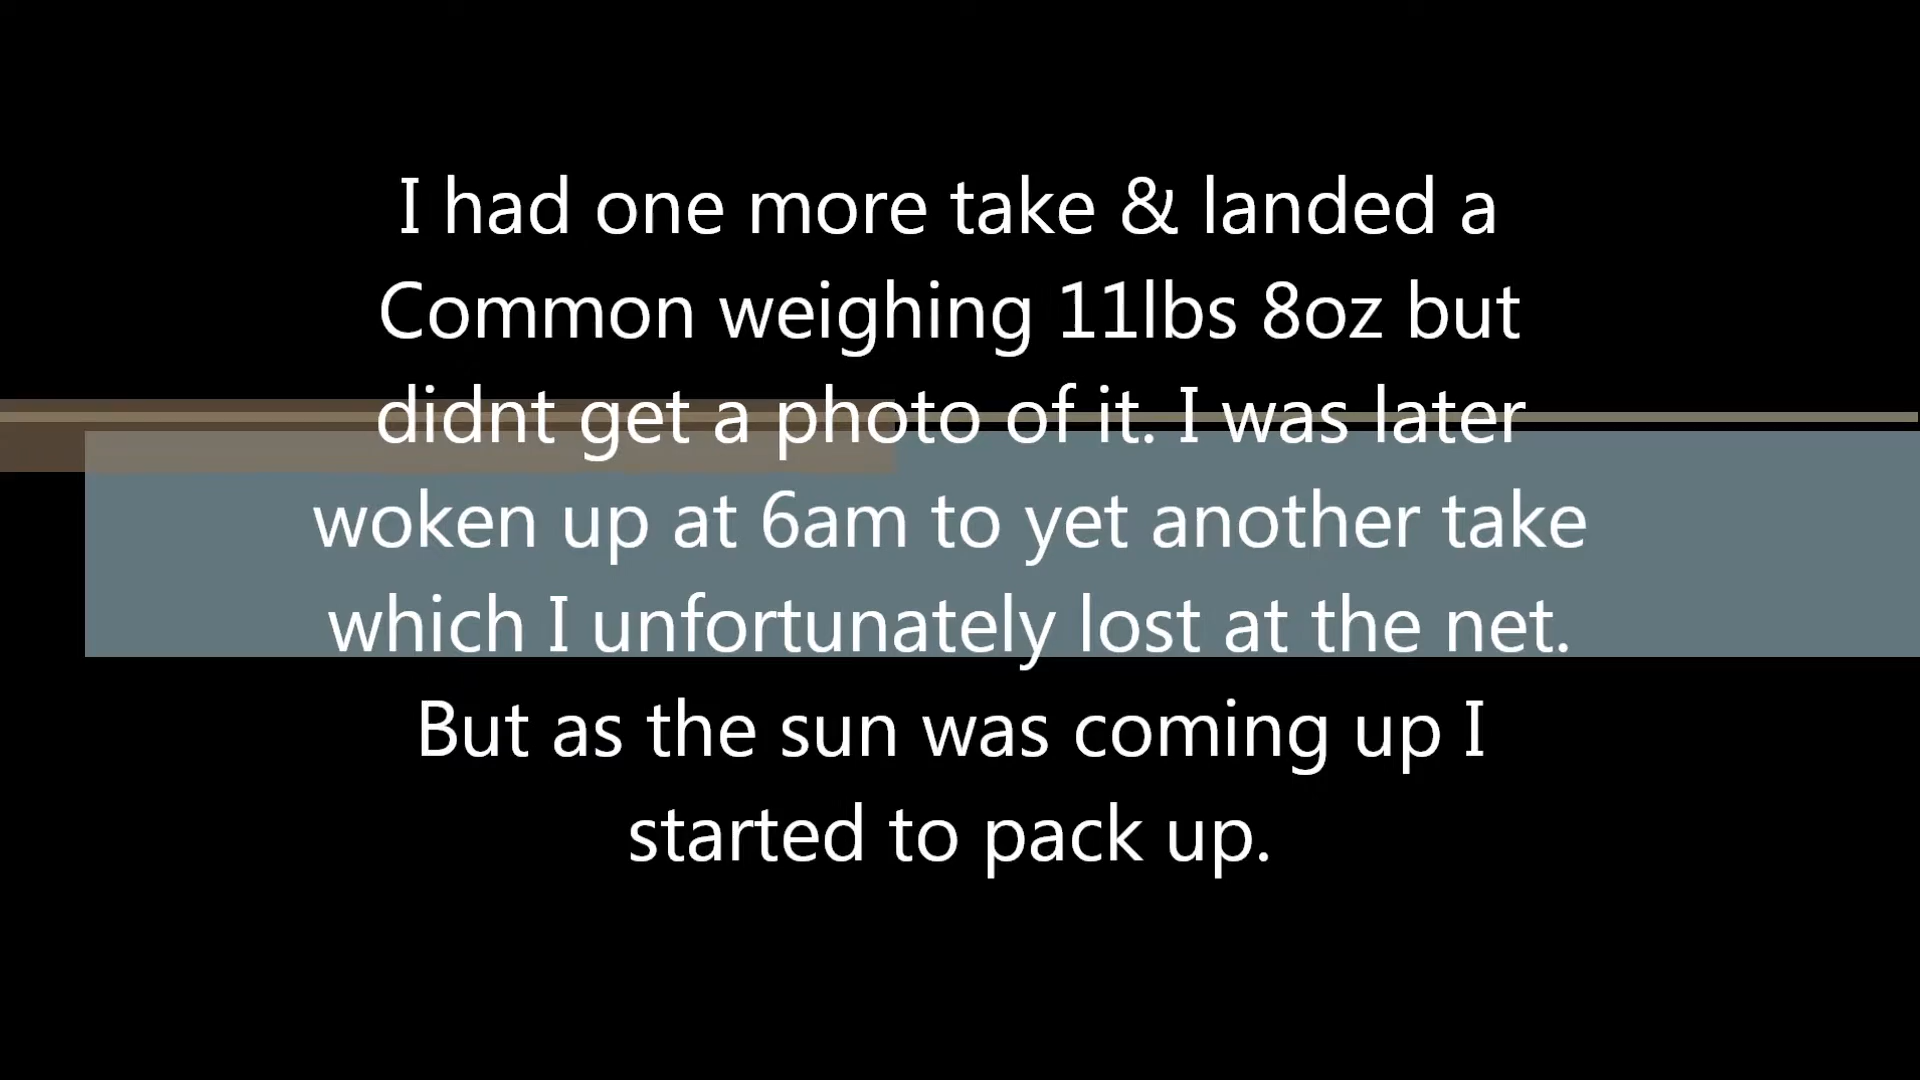 I had one more take & landed a
Common weighing 11lbs 8oz but
didnt get a photo of it. I was later
woken up at 6am to yet another take
which I unfortunately lost at the net.
But as the sun was coming up I
started to pack up.